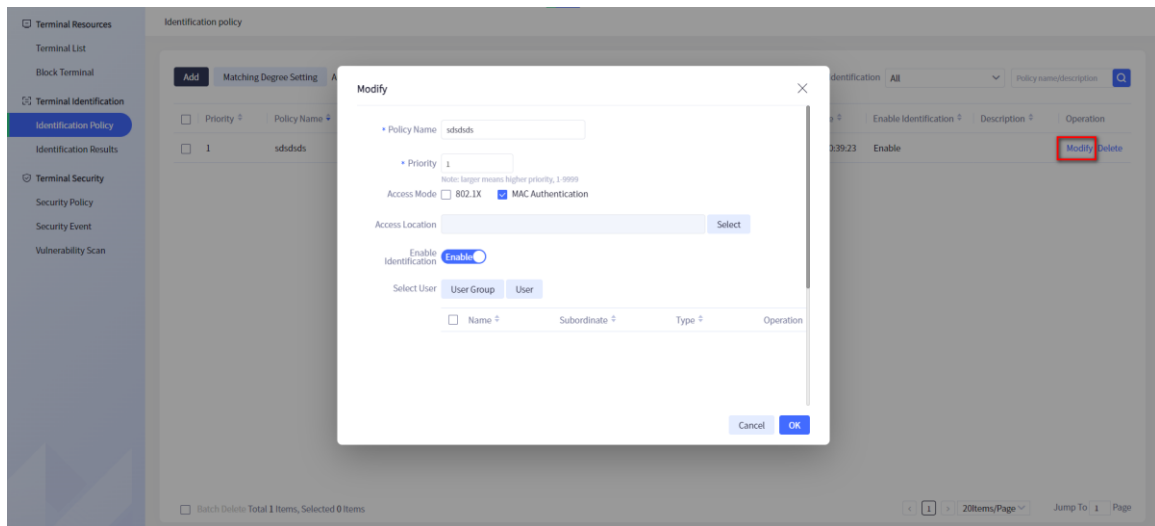 Terminal Resources
Identification policy
Terminal List
Block Terminal
Terminal Identification
Identification Policy
Identification Results
Terminal Security
Security Policy
Security Event
Vulnerability Scan
Add Matching Degree Setting A
dentification All Policy name/description
Priority Policy Name Enable Identification Description Operation
1 sdsdsds 0:39:23 Enable Modify Delete
Modify
* Policy Name sdsdsds
* Priority 1
Note: larger means higher priority, 1-9999
Access Mode 802.1X MAC Authentication
Access Location Select
Enable
Identification Enable
Select User User Group User
Name Subordinate Type Operation
Cancel OK
Batch Delete Total 1 Items, Selected 0 Items
< 1 > 20Items/Page Jump To 1 Page